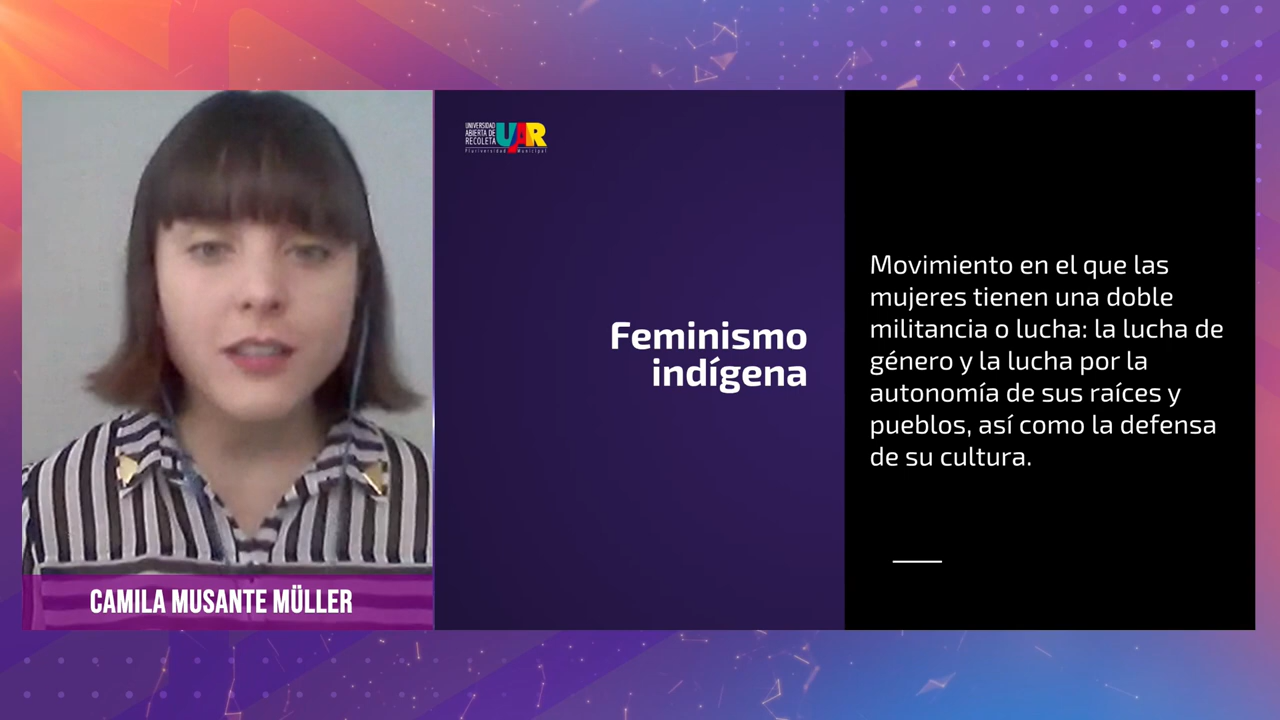 CAMILA MUSANTE MÜLLER
UNIVERSIDAD
ABIERTA DE
RECOLETA
UAR
Pluriversidad Municipal
Feminismo
indígena
Movimiento en el que las
mujeres tienen una doble
militancia o lucha: la lucha de
género y la lucha por la
autonomía de sus raíces y
pueblos, así como la defensa
de su cultura.